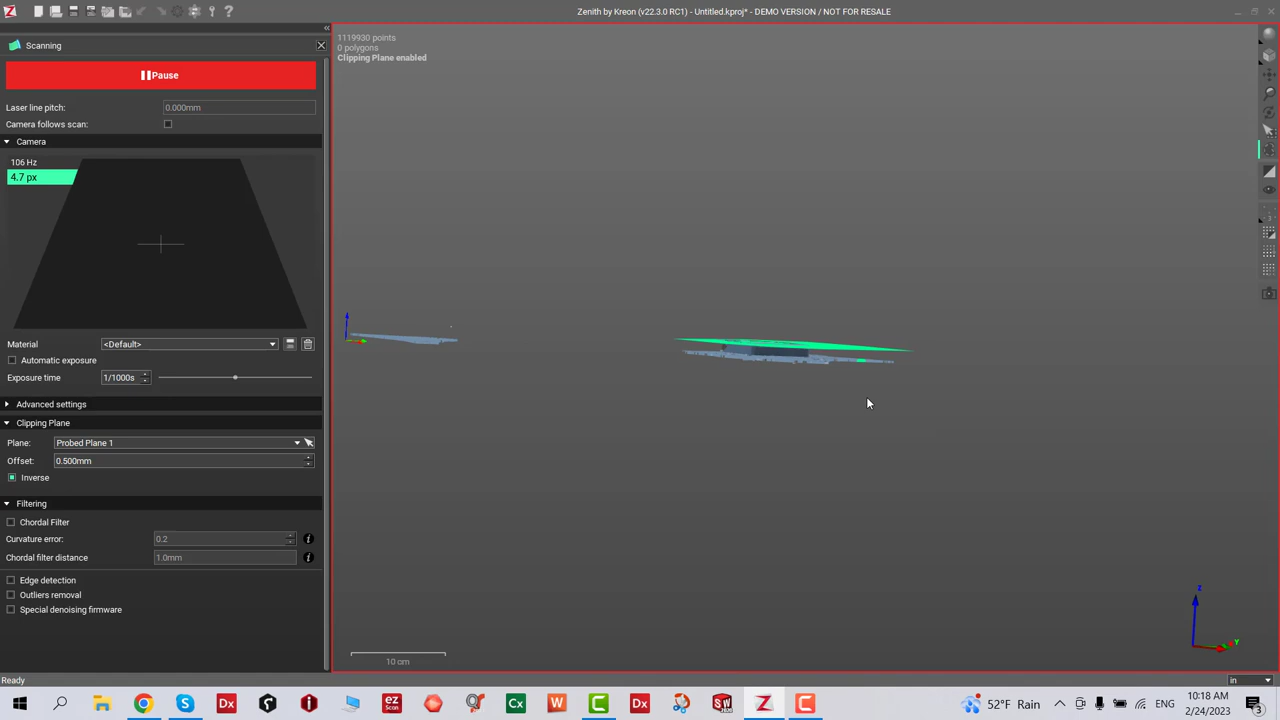 Zenith by Kreon (v22.3.0 RC1) - Untitled.kproj* - DEMO VERSION / NOT FOR RESALE
Scanning
Pause
Laser line pitch: 0.000mm
Camera follows scan:
Camera
106 Hz
4.7 px
Material <Default>
Automatic exposure
Exposure time 1/1000s
Advanced settings
Clipping Plane
Plane: Probed Plane 1
Offset: 0.500mm
Inverse
Filtering
Chordal Filter
Curvature error: 0.2
Chordal filter distance 1.0mm
Edge detection
Outliers removal
Special denoising firmware
1119930 points
0 polygons
Clipping Plane enabled
z
Y
10 cm
Ready
in
52°F Rain
ENG
10:18 AM
2/24/2023
3